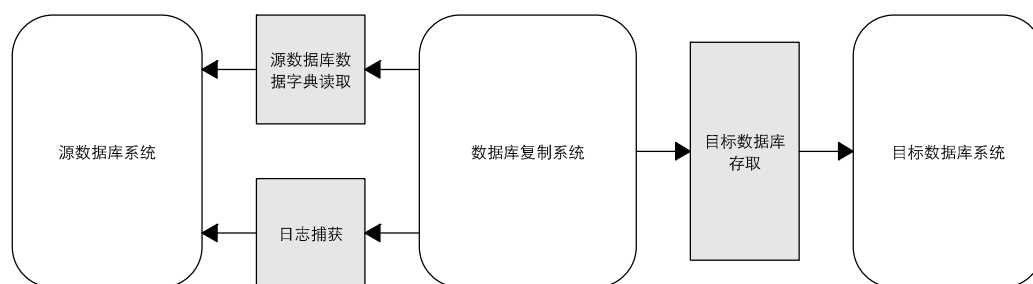 源数据库系统
源数据库数
据字典读取
日志捕获
数据库复制系统
目标数据库
存取
目标数据库系统